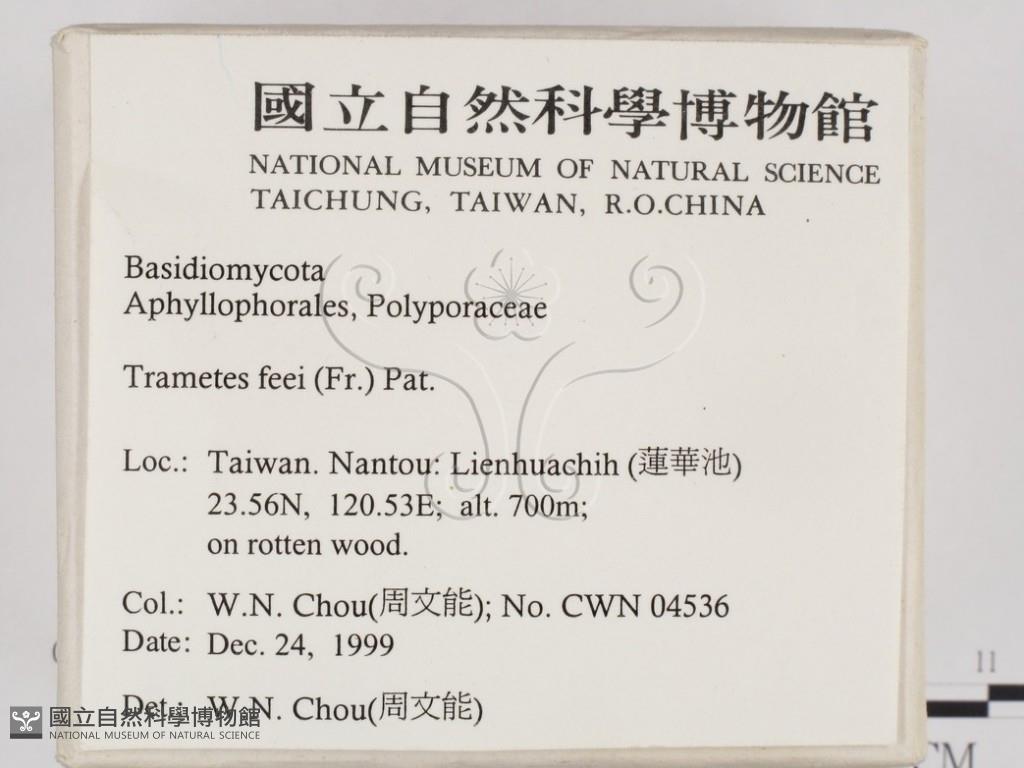 國立自然科學博物館
NATIONAL MUSEUM OF NATURAL SCIENCE
TAICHUNG, TAIWAN, R.O.CHINA
Basidiomycota
Aphyllophorales, Polyporaceae
Trametes feei (Fr.) Pat.
Loc.: Taiwan. Nantou: Lienhuachih (蓮華池)
23.56N, 120.53E; alt. 700m;
on rotten wood.
Col.: W.N. Chou(周文能); No. CWN 04536
Date: Dec. 24, 1999
Det.: W.N. Chou(周文能)
國立自然科學博物館
NATIONAL MUSEUM OF NATURAL SCIENCE
11
CM